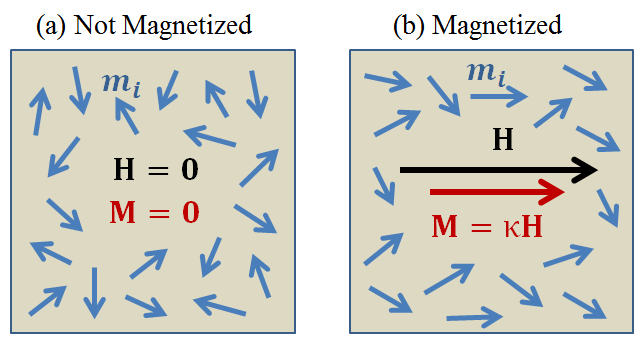 (a) Not Magnetized
mᵢ
H = 0
M = 0
(b) Magnetized
mᵢ
H
M = κH